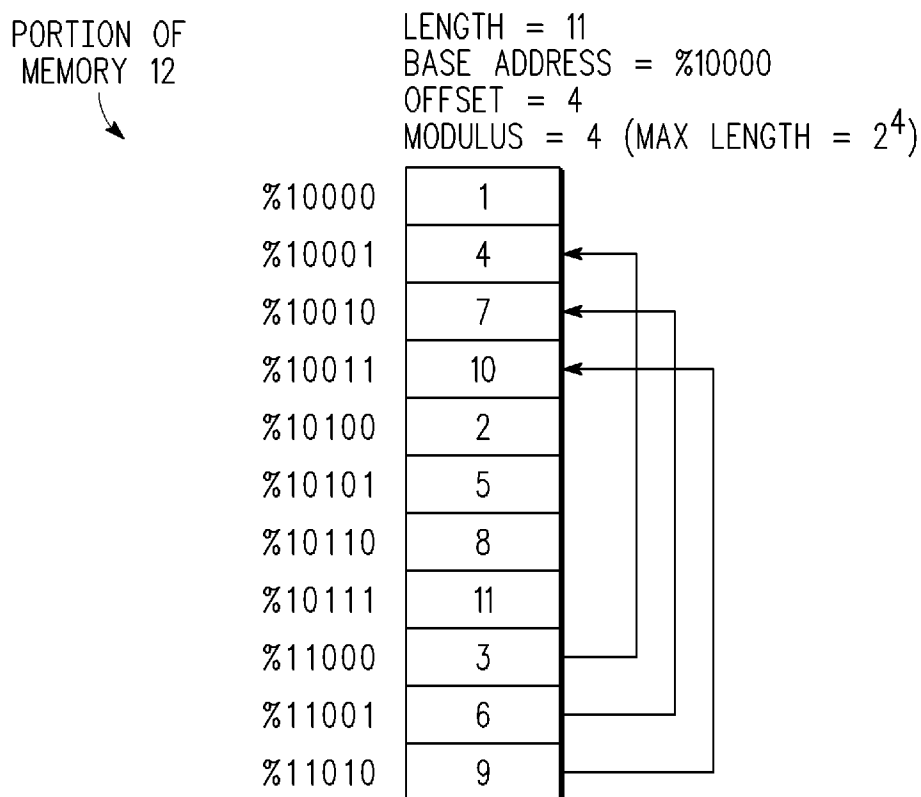 PORTION OF
MEMORY 12
LENGTH = 11
BASE ADDRESS = %10000
OFFSET = 4
MODULUS = 4 (MAX LENGTH = 2⁴)
%10000 1
%10001 4
%10010 7
%10011 10
%10100 2
%10101 5
%10110 8
%10111 11
%11000 3
%11001 6
%11010 9